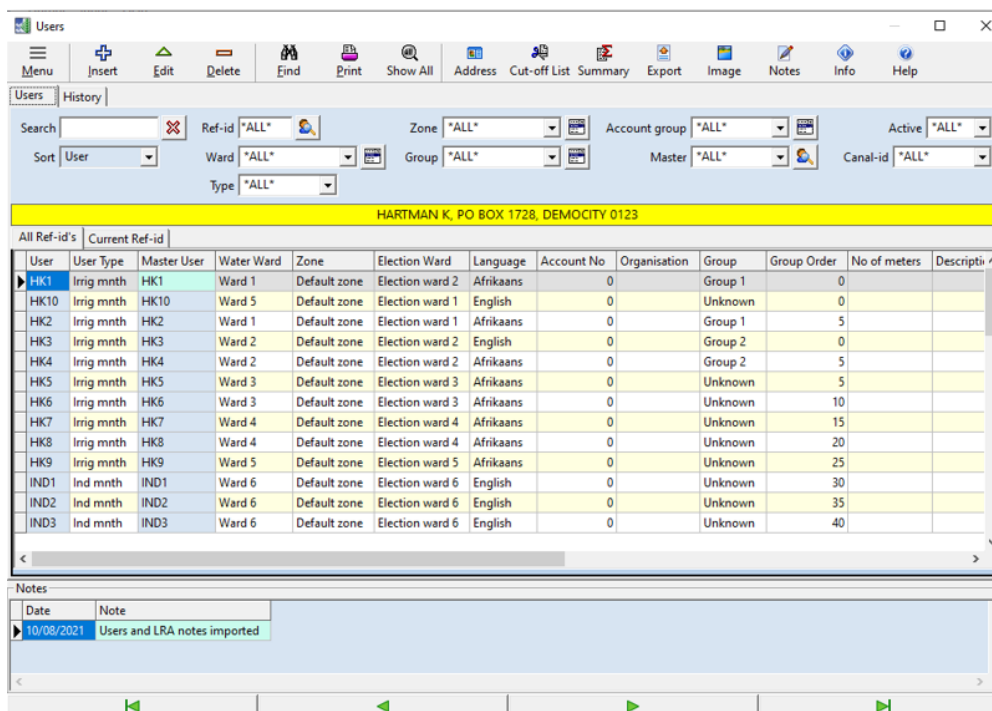 Users
Menu Insert Edit Delete Find Print Show All Address Cut-off List Summary Export Image Notes Info Help
Users History
Search Ref-id *ALL* Zone *ALL* Account group *ALL* Active *ALL*
Sort User Ward *ALL* Group *ALL* Master *ALL* Canal-id *ALL*
Type *ALL*
HARTMAN K, PO BOX 1728, DEMOCITY 0123
All Ref-id's Current Ref-id
User User Type Master User Water Ward Zone Election Ward Language Account No Organisation Group Group Order No of meters Descripti
HK1 Irrig mnth HK1 Ward 1 Default zone Election ward 2 Afrikaans 0 Group 1 0
HK10 Irrig mnth HK10 Ward 5 Default zone Election ward 1 English 0 Unknown 0
HK2 Irrig mnth HK2 Ward 1 Default zone Election ward 1 Afrikaans 0 Group 1 5
HK3 Irrig mnth HK3 Ward 2 Default zone Election ward 2 English 0 Group 2 0
HK4 Irrig mnth HK4 Ward 2 Default zone Election ward 2 Afrikaans 0 Group 2 5
HK5 Irrig mnth HK5 Ward 3 Default zone Election ward 3 Afrikaans 0 Unknown 5
HK6 Irrig mnth HK6 Ward 3 Default zone Election ward 3 Afrikaans 0 Unknown 10
HK7 Irrig mnth HK7 Ward 4 Default zone Election ward 4 Afrikaans 0 Unknown 15
HK8 Irrig mnth HK8 Ward 4 Default zone Election ward 4 Afrikaans 0 Unknown 20
HK9 Irrig mnth HK9 Ward 5 Default zone Election ward 5 Afrikaans 0 Unknown 25
IND1 Ind mnth IND1 Ward 6 Default zone Election ward 6 English 0 Unknown 30
IND2 Ind mnth IND2 Ward 6 Default zone Election ward 6 English 0 Unknown 35
IND3 Ind mnth IND3 Ward 6 Default zone Election ward 6 English 0 Unknown 40
Notes
Date Note
10/08/2021 Users and LRA notes imported